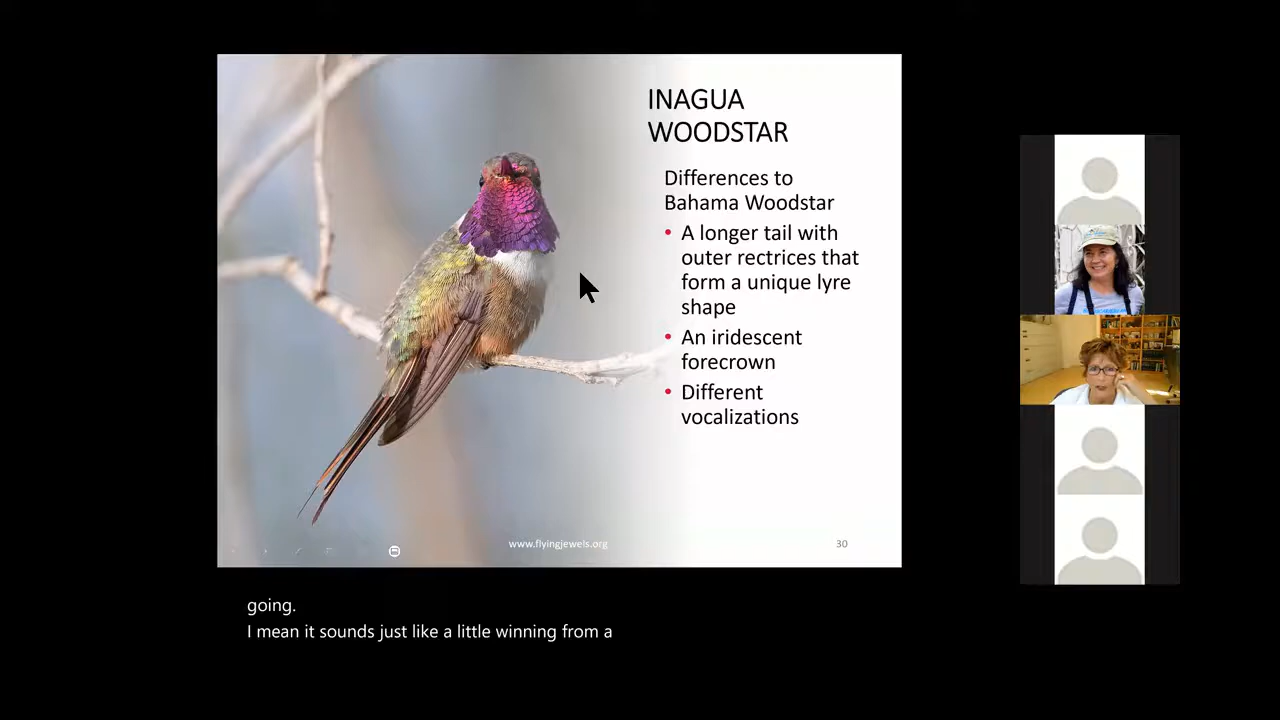 INAGUA
WOODSTAR
Differences to
Bahama Woodstar
• A longer tail with
outer rectrices that
form a unique lyre
shape
• An iridescent
forecrown
• Different
vocalizations
www.flyingjewels.org
30
going.
I mean it sounds just like a little winning from a